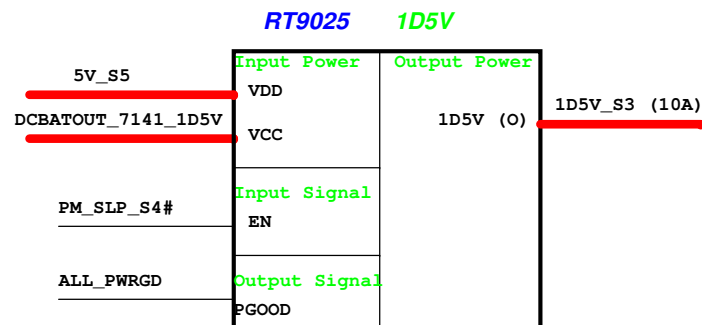 RT9025 1D5V
Input Power Output Power
5V_S5
VDD
1D5V_S3 (10A)
DCBATOUT_7141_1D5V
1D5V (O)
VCC
Input Signal
PM_SLP_S4#
EN
ALL_PWRGD
Output Signal
PGOOD